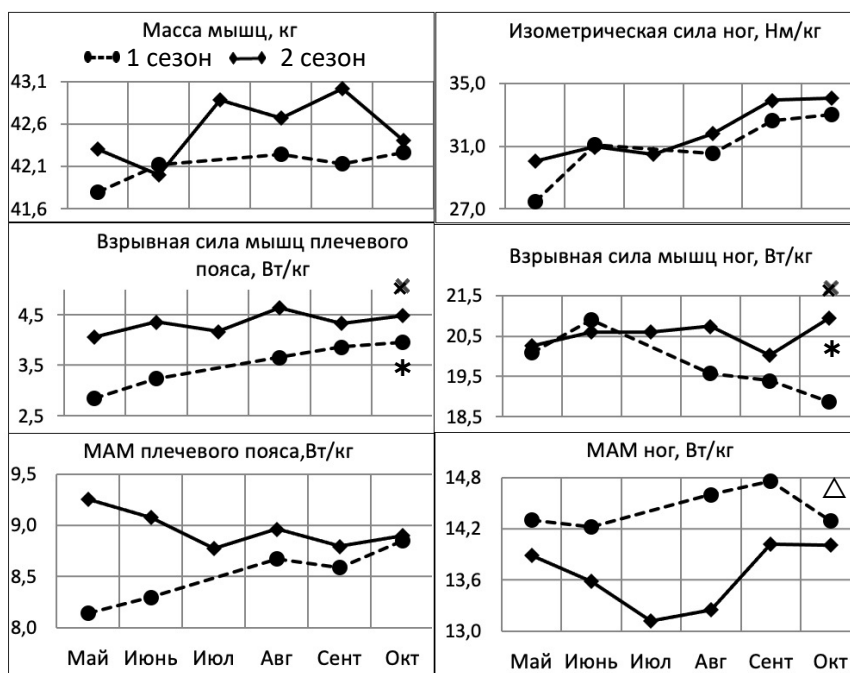 Масса мышц, кг
1 сезон 2 сезон
43,1
42,6
42,1
41,6
Изометрическая сила ног, Нм/кг
35,0
31,0
27,0
Взрывная сила мышц плечевого
пояса, Вт/кг
4,5
3,5
2,5
Взрывная сила мышц ног, Вт/кг
21,5
20,5
19,5
18,5
МАМ плечевого пояса,Вт/кг
9,5
9,0
8,5
8,0
Май Июнь Июл Авг Сент Окт
МАМ ног, Вт/кг
14,8
14,2
13,6
13,0
Май Июнь Июл Авг Сент Окт